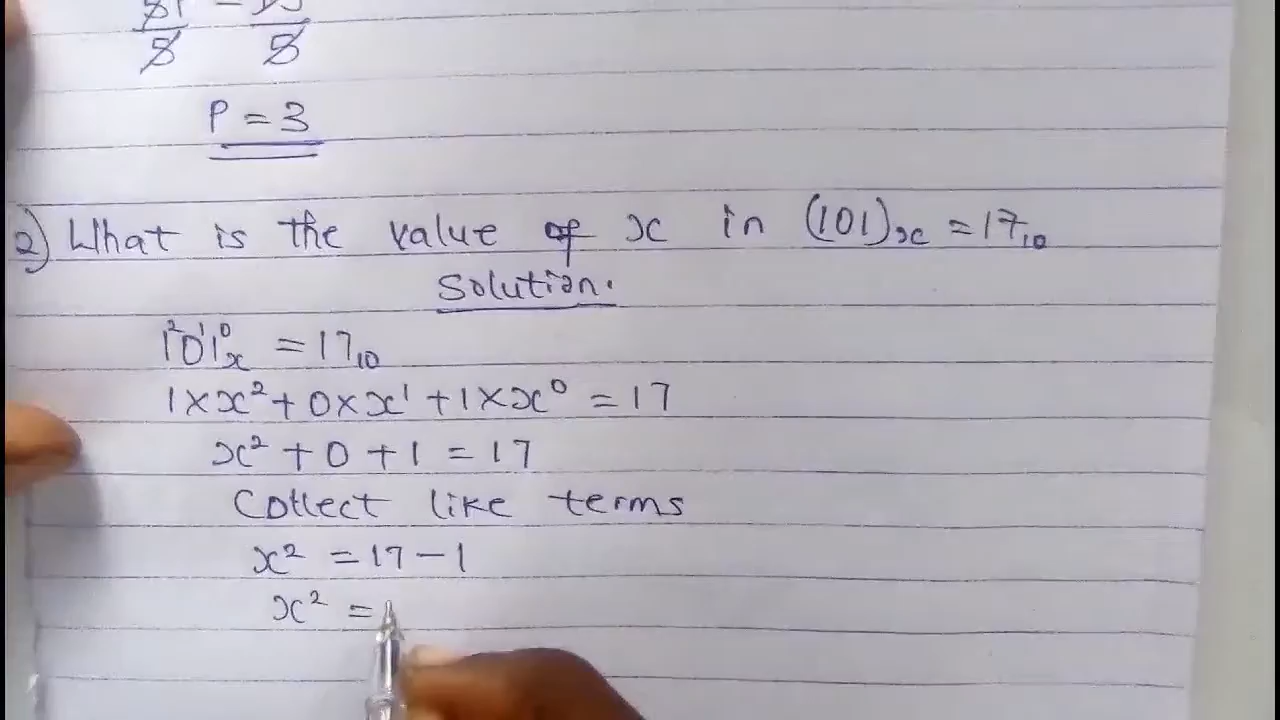 P = 3
2) What is the value of x in (101)ₓ = 17₁₀
Solution.
1²0¹1⁰ₓ = 17₁₀
1 × x² + 0 × x¹ + 1 × x⁰ = 17
x² + 0 + 1 = 17
Collect like terms
x² = 17 - 1
x² =